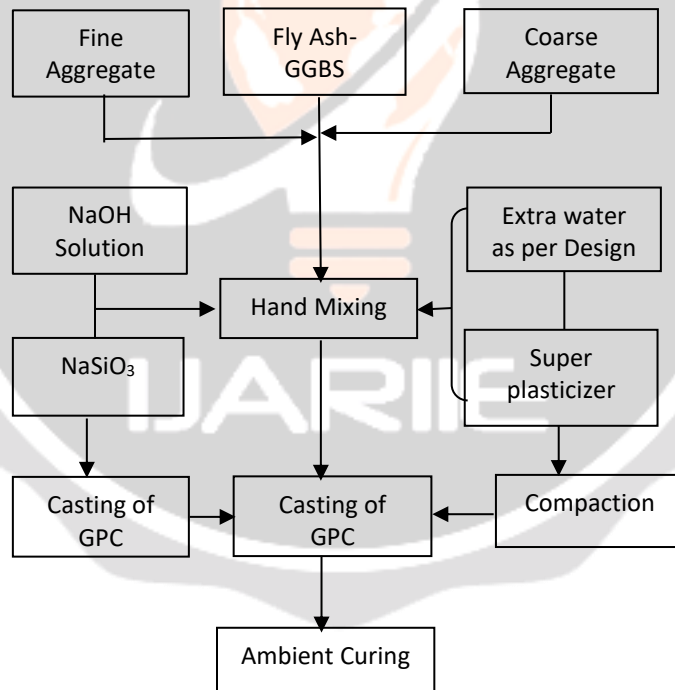 Fine
Aggregate
Fly Ash-
GGBS
Coarse
Aggregate
NaOH
Solution
Extra water
as per Design
Hand Mixing
NaSiO₃
Super
plasticizer
IJARIIE
Casting of
GPC
Casting of
GPC
Compaction
Ambient Curing